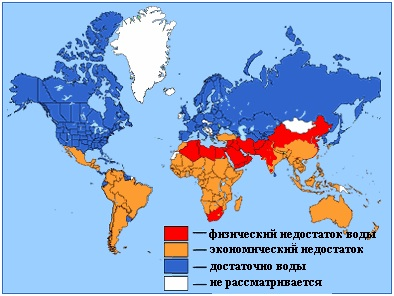 — физический недостаток воды
— экономический недостаток
— достаточно воды
— не рассматривается